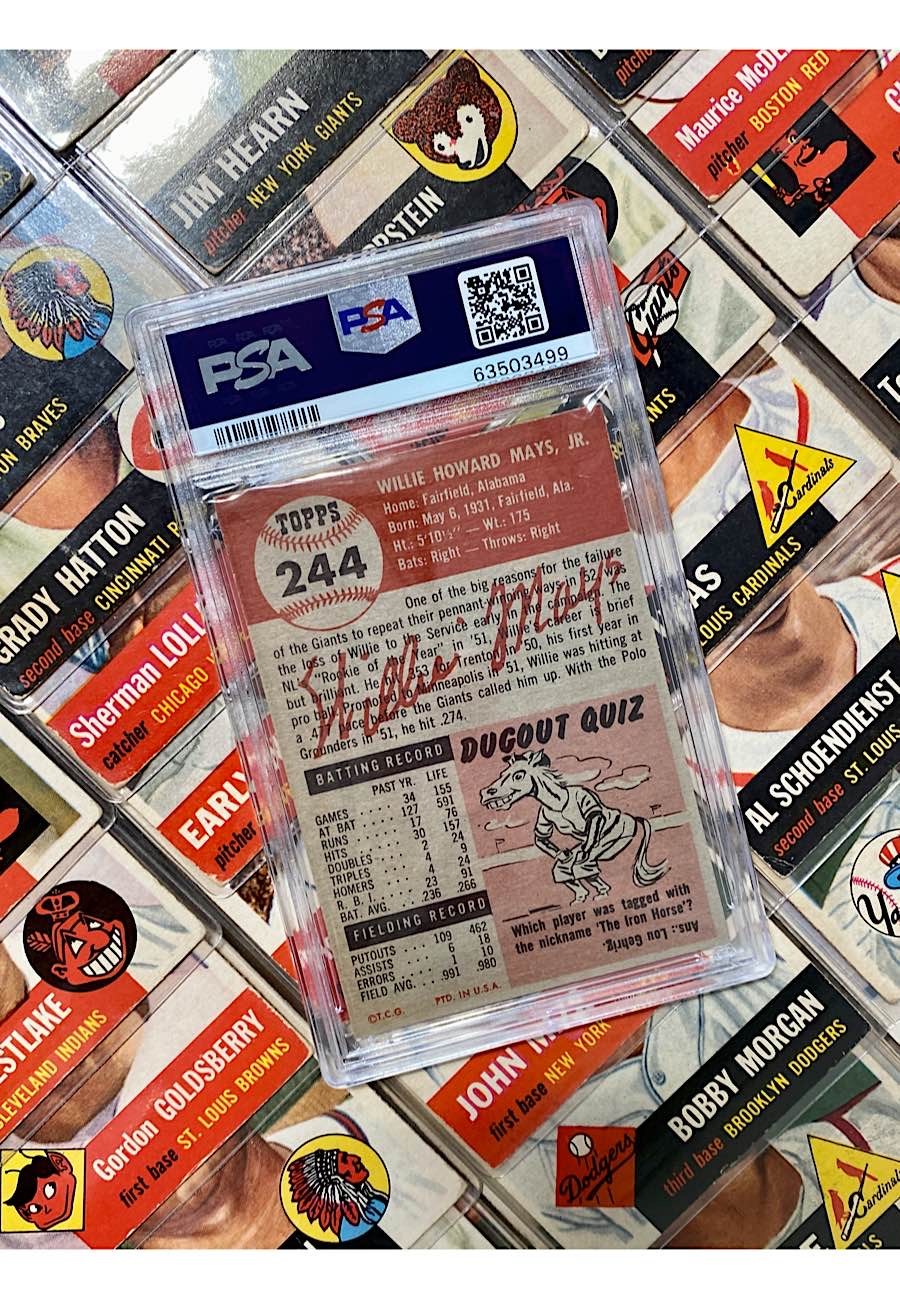 JIM HEARN
pitcher NEW YORK GIANTS
Maurice
pitcher BOSTON RED
Giants
BRAVES
PSA
PSA
63503499
Cardinals
GRADY HATTON
second base CINCINNATI
LOUIS CARDINALS
WILLIE HOWARD MAYS, JR.
Home: Fairfield, Alabama
Born: May 6, 1931, Fairfield, Ala.
Ht.: 5'10½" — Wt.: 175
Bats: Right — Throws: Right
TOPPS
244
One of the big reasons for the failure
of the Giants to repeat their pennant-winning ways in '52 was
the loss of Willie to the Service early in the campaign. The
NL "Rookie of the Year" in '51, Willie's career is brief
but brilliant. He hit .353 for Trenton in '50, his first year in
pro ball. Promoted to Minneapolis in '51, Willie was hitting at
a .477 pace before the Giants called him up. With the Polo
Grounders in '51, he hit .274.
Willie Mays
Sherman
catcher CHICAGO
EARLY
pitcher
AL SCHOENDIENST
second base ST. LOUIS
BATTING RECORD
PAST YR. LIFE
GAMES 34 155
AT BAT 127 591
RUNS 17 76
HITS 30 157
DOUBLES 2 24
TRIPLES 4 9
HOMERS 4 24
R. B. I. 23 91
BAT. AVG. .236 .266
FIELDING RECORD
PUTOUTS 109 462
ASSISTS 6 18
ERRORS 1 10
FIELD AVG. .991 .980
©T.C.G. PTD. IN U.S.A.
DUGOUT QUIZ
Which player was tagged with
the nickname 'The Iron Horse'?
Ans.: Lou Gehrig.
CLEVELAND INDIANS
Gordon GOLDSBERRY
first base ST. LOUIS BROWNS
JOHN
first base NEW YORK
BOBBY MORGAN
third base BROOKLYN DODGERS
Dodgers
Cardinals